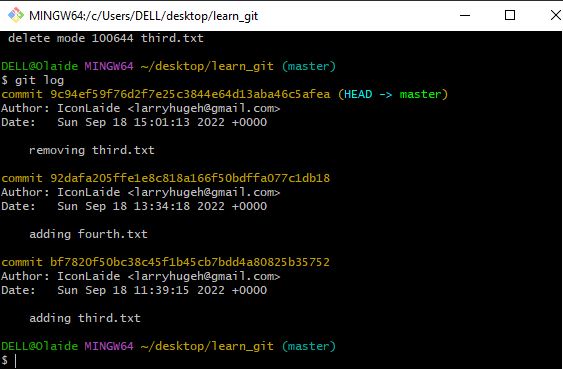 MINGW64:/c/Users/DELL/desktop/learn_git
delete mode 100644 third.txt
DELL@Olaide MINGW64 ~/desktop/learn_git (master)
$ git log
commit 9c94ef59f76d2f7e25c3844e64d13aba46c5afea (HEAD -> master)
Author: IconLaide <larryhugeh@gmail.com>
Date:   Sun Sep 18 15:01:13 2022 +0000
removing third.txt
commit 92dafa205ffe1e8c818a166f50bdffa077c1db18
Author: IconLaide <larryhugeh@gmail.com>
Date:   Sun Sep 18 13:34:18 2022 +0000
adding fourth.txt
commit bf7820f50bc38c45f1b45cb7bdd4a80825b35752
Author: IconLaide <larryhugeh@gmail.com>
Date:   Sun Sep 18 11:39:15 2022 +0000
adding third.txt
DELL@Olaide MINGW64 ~/desktop/learn_git (master)
$